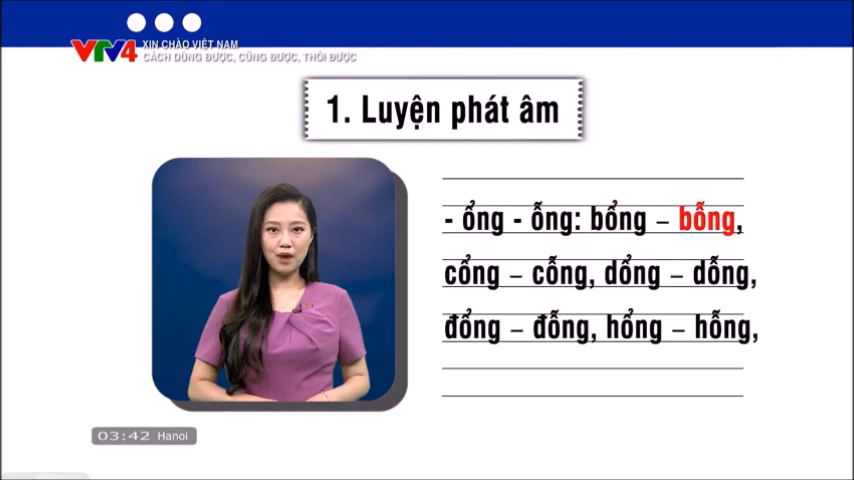 VTV4
XIN CHÀO VIỆT NAM
CÁCH DÙNG ĐƯỢC, CŨNG ĐƯỢC, THÔI ĐƯỢC
1. Luyện phát âm
- ổng - ỗng: bổng – bỗng,
cổng – cỗng, dổng – dỗng,
đổng – đỗng, hổng – hỗng,
03:42 Hanoi